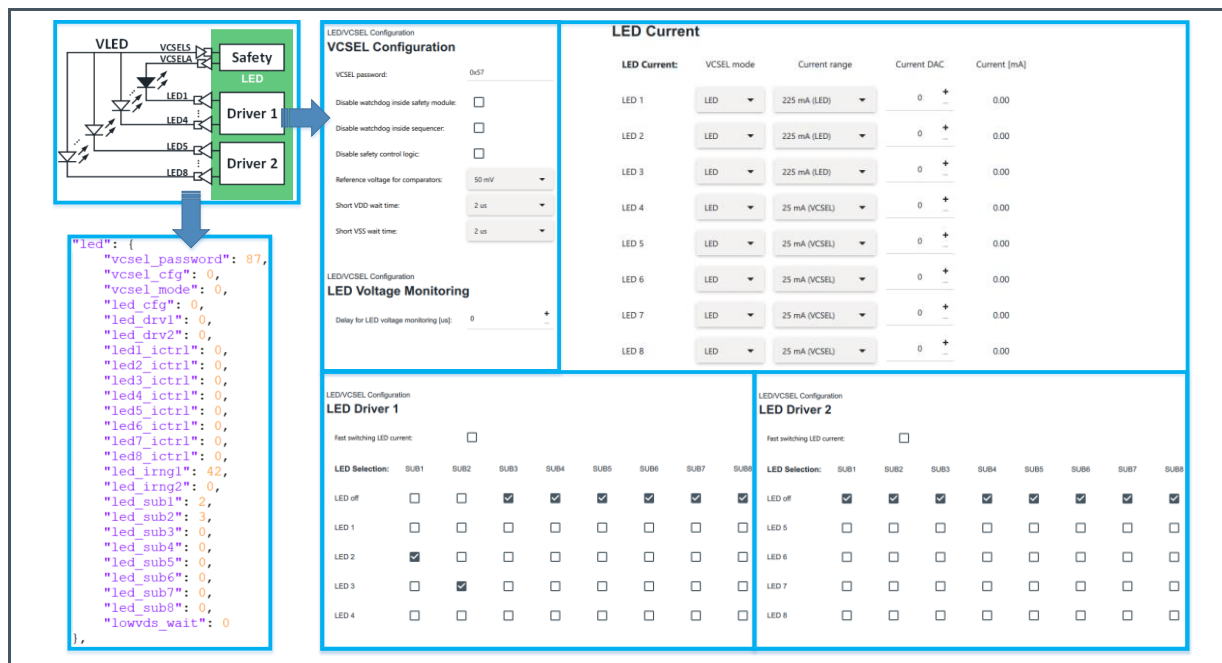 VLED
VCSELS
VCSELA
Safety
LED
LED1
LED4
Driver 1
LED5
LED8
Driver 2
"led": {
"vcsel_password": 87,
"vcsel_cfg": 0,
"vcsel_mode": 0,
"led_cfg": 0,
"led_drv1": 0,
"led_drv2": 0,
"led1_ictrl": 0,
"led2_ictrl": 0,
"led3_ictrl": 0,
"led4_ictrl": 0,
"led5_ictrl": 0,
"led6_ictrl": 0,
"led7_ictrl": 0,
"led8_ictrl": 0,
"led_irng1": 42,
"led_irng2": 0,
"led_sub1": 2,
"led_sub2": 3,
"led_sub3": 0,
"led_sub4": 0,
"led_sub5": 0,
"led_sub6": 0,
"led_sub7": 0,
"led_sub8": 0,
"lowvds_wait": 0
},
LED/VCSEL Configuration
VCSEL Configuration
VCSEL password: 0x57
Disable watchdog inside safety module:
Disable watchdog inside sequencer:
Disable safety control logic:
Reference voltage for comparators: 50 mV
Short VDD wait time: 2 us
Short VSS wait time: 2 us
LED/VCSEL Configuration
LED Voltage Monitoring
Delay for LED voltage monitoring [us]: 0 + _
LED Current
LED Current: VCSEL mode Current range Current DAC Current [mA]
LED 1 LED 225 mA (LED) 0 + _ 0.00
LED 2 LED 225 mA (LED) 0 + _ 0.00
LED 3 LED 225 mA (LED) 0 + _ 0.00
LED 4 LED 25 mA (VCSEL) 0 + _ 0.00
LED 5 LED 25 mA (VCSEL) 0 + _ 0.00
LED 6 LED 25 mA (VCSEL) 0 + _ 0.00
LED 7 LED 25 mA (VCSEL) 0 + _ 0.00
LED 8 LED 25 mA (VCSEL) 0 + _ 0.00
LED/VCSEL Configuration
LED Driver 1
Fast switching LED current:
LED Selection: SUB1 SUB2 SUB3 SUB4 SUB5 SUB6 SUB7 SUB8
LED off
LED 1
LED 2
LED 3
LED 4
LED/VCSEL Configuration
LED Driver 2
Fast switching LED current:
LED Selection: SUB1 SUB2 SUB3 SUB4 SUB5 SUB6 SUB7 SUB8
LED off
LED 5
LED 6
LED 7
LED 8